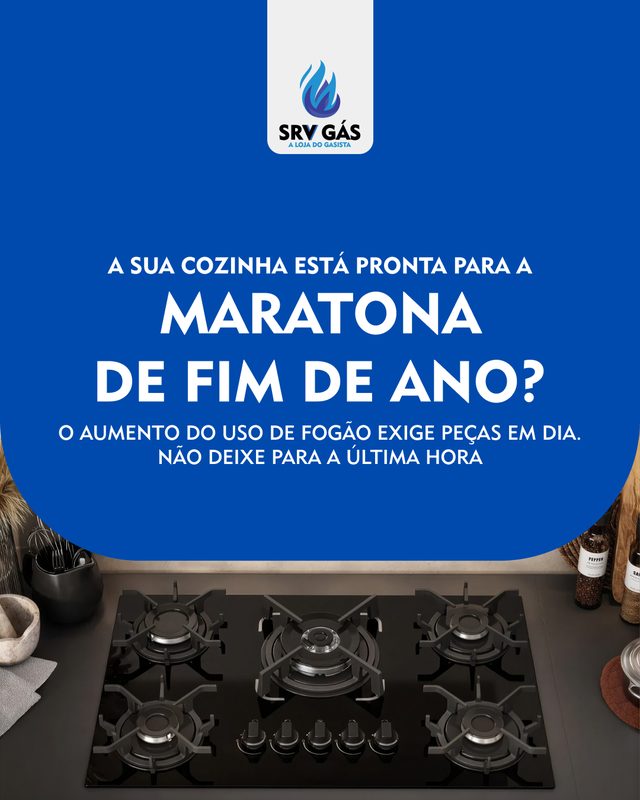 SRV GÁS
A LOJA DO GASISTA
A SUA COZINHA ESTÁ PRONTA PARA A
MARATONA
DE FIM DE ANO?
O AUMENTO DO USO DE FOGÃO EXIGE PEÇAS EM DIA.
NÃO DEIXE PARA A ÚLTIMA HORA
PEPPER